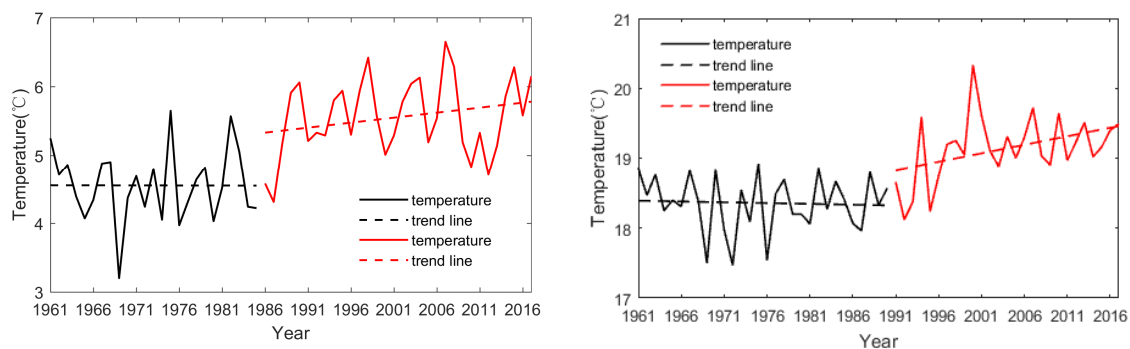 7
6
5
4
3
Temperature(℃)
temperature
trend line
temperature
trend line
1961 1966 1971 1976 1981 1986 1991 1996 2001 2006 2011 2016
Year
21
20
19
18
17
Temperature(℃)
temperature
trend line
temperature
trend line
1961 1966 1971 1976 1981 1986 1991 1996 2001 2006 2011 2016
Year